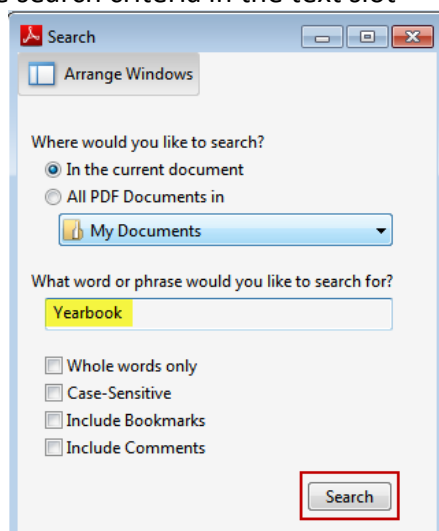 search criteria in the text slot
Search
Arrange Windows
Where would you like to search?
In the current document
All PDF Documents in
My Documents
What word or phrase would you like to search for?
Yearbook
Whole words only
Case-Sensitive
Include Bookmarks
Include Comments
Search